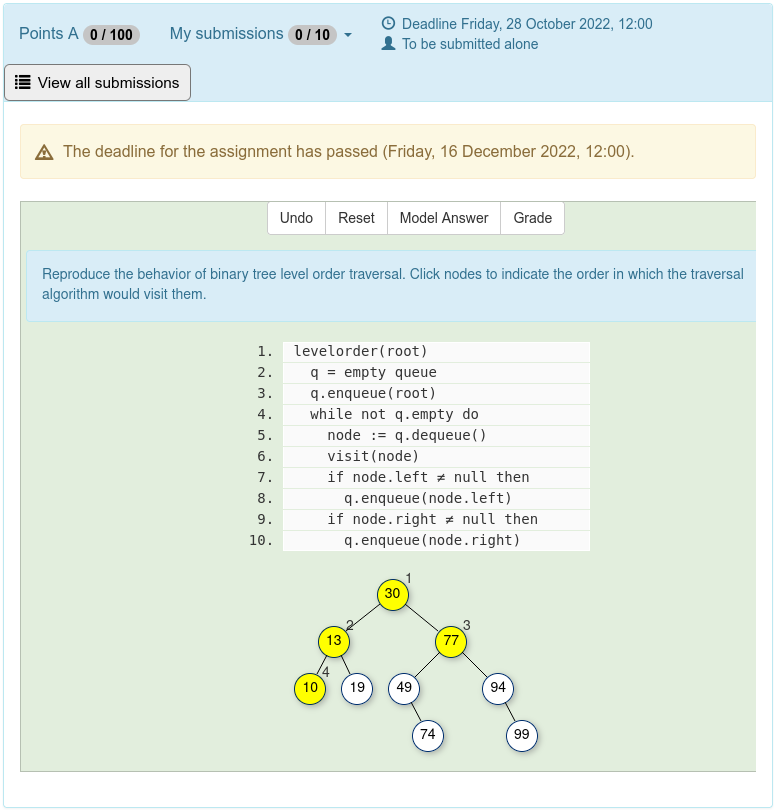 Points A 0 / 100 My submissions 0 / 10
Deadline Friday, 28 October 2022, 12:00
To be submitted alone
View all submissions
The deadline for the assignment has passed (Friday, 16 December 2022, 12:00).
Undo Reset Model Answer Grade
Reproduce the behavior of binary tree level order traversal. Click nodes to indicate the order in which the traversal
algorithm would visit them.
1. levelorder(root)
2. q = empty queue
3. q.enqueue(root)
4. while not q.empty do
5. node := q.dequeue()
6. visit(node)
7. if node.left ≠ null then
8. q.enqueue(node.left)
9. if node.right ≠ null then
10. q.enqueue(node.right)
1
30
2 3
13 77
4
10 19 49 94
74 99